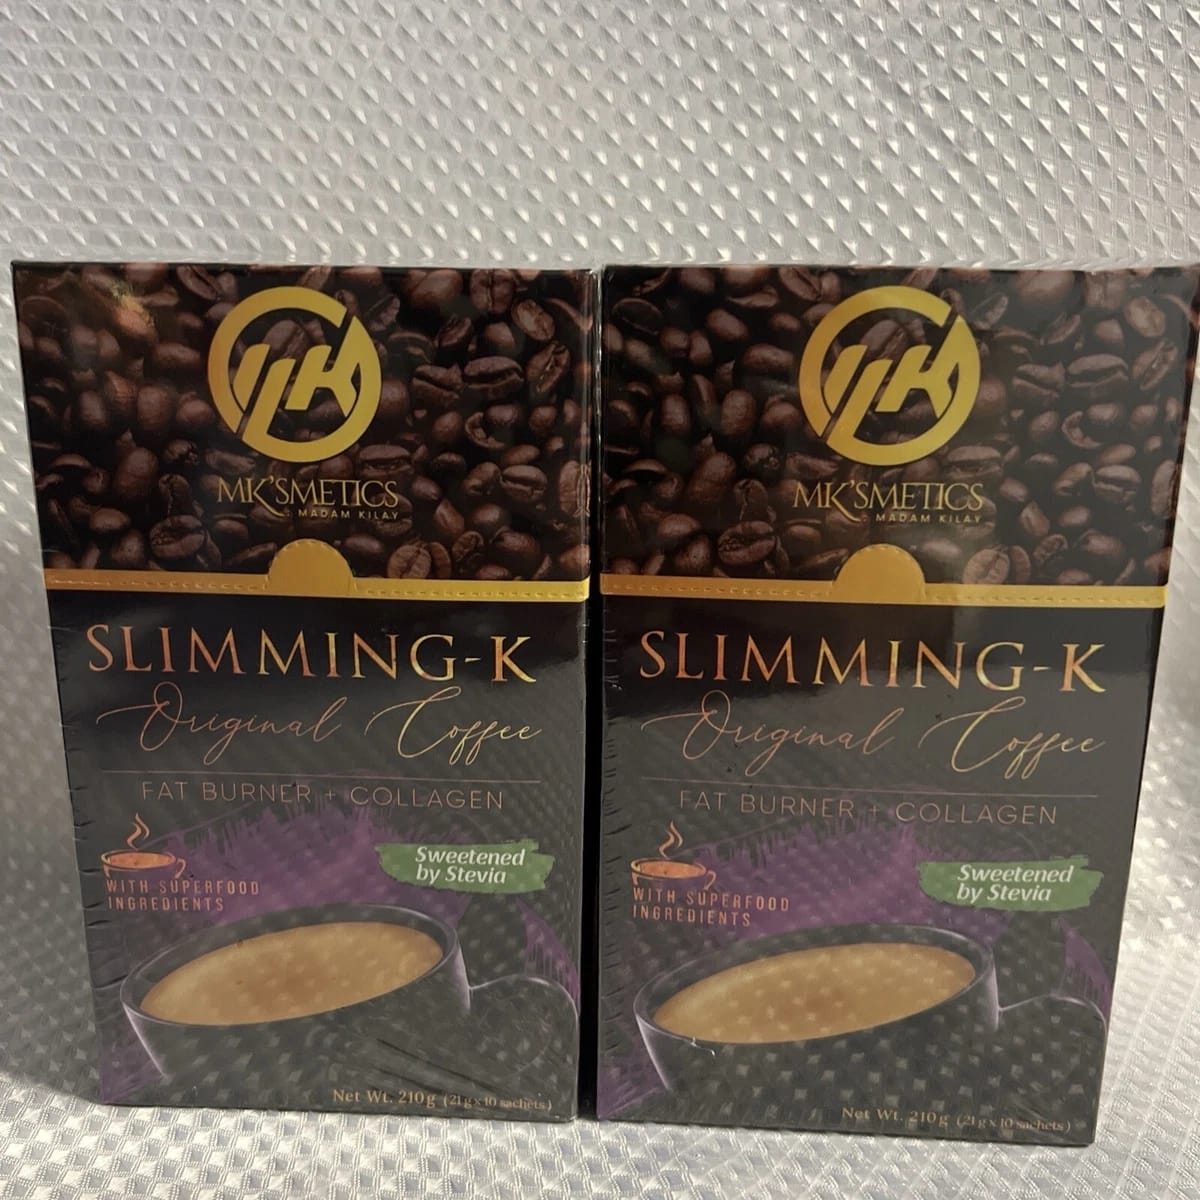 MK
MK'SMETICS
MADAM KILAY
SLIMMING-K
Original Coffee
FAT BURNER + COLLAGEN
Sweetened
by Stevia
WITH SUPERFOOD
INGREDIENTS
Net Wt. 210g (21g x 10 sachets)
MK
MK'SMETICS
MADAM KILAY
SLIMMING-K
Original Coffee
FAT BURNER + COLLAGEN
Sweetened
by Stevia
WITH SUPERFOOD
INGREDIENTS
Net Wt. 210g (21g x 10 sachets)